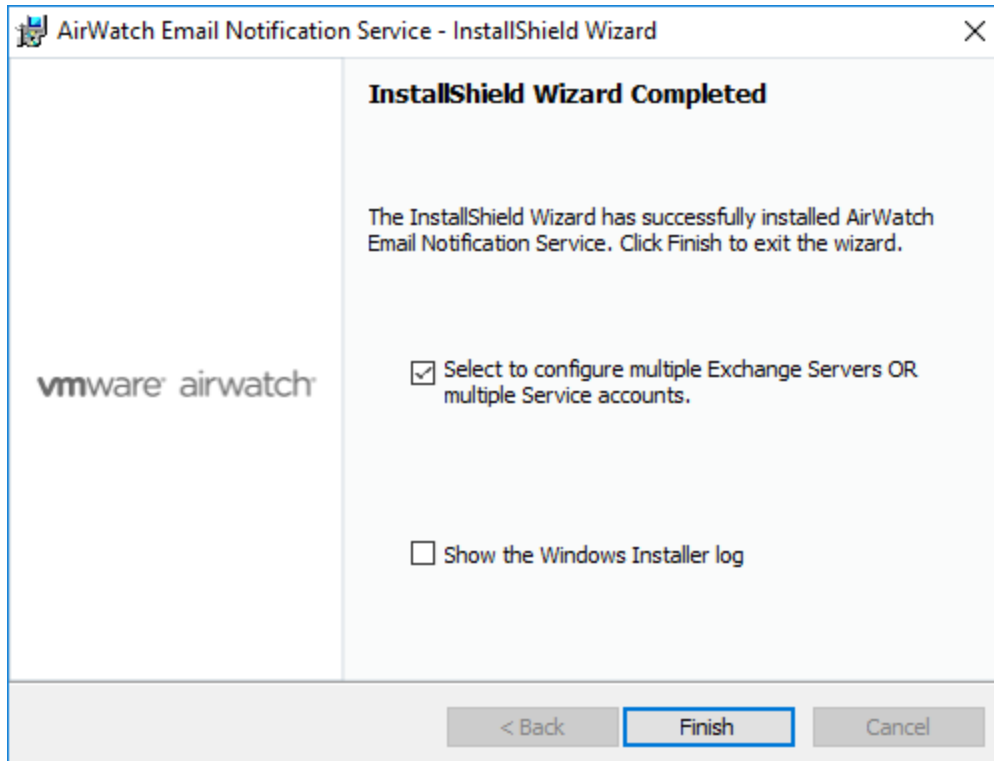 AirWatch Email Notification Service - InstallShield Wizard
InstallShield Wizard Completed
The InstallShield Wizard has successfully installed AirWatch
Email Notification Service. Click Finish to exit the wizard.
vmware airwatch
Select to configure multiple Exchange Servers OR
multiple Service accounts.
Show the Windows Installer log
< Back
Finish
Cancel